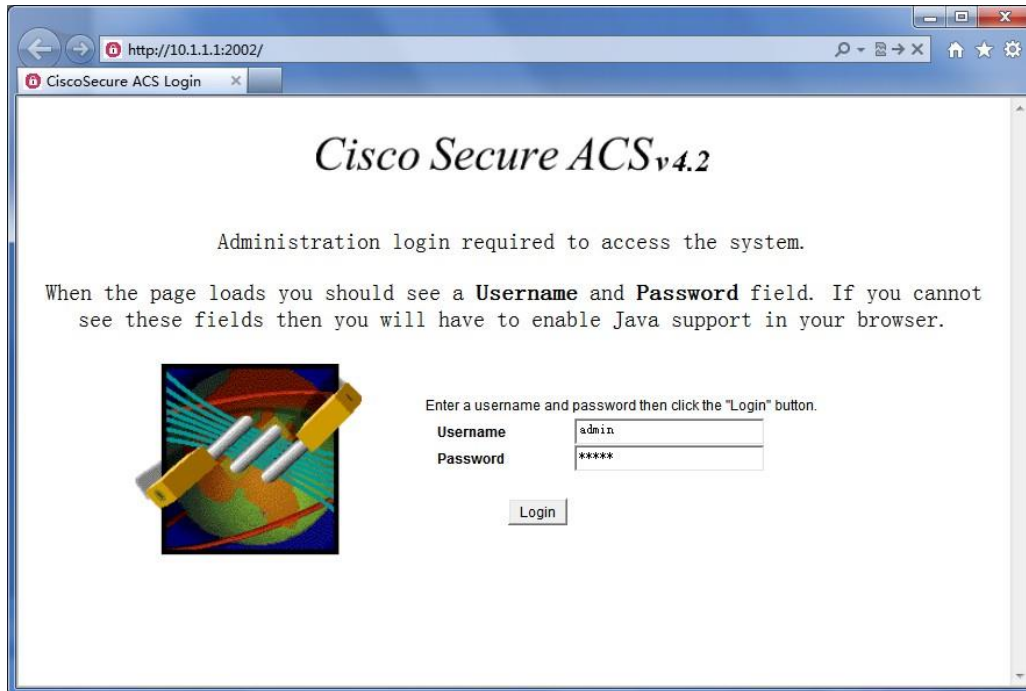 http://10.1.1.1:2002/
CiscoSecure ACS Login
Cisco Secure ACS v4.2
Administration login required to access the system.
When the page loads you should see a Username and Password field. If you cannot
see these fields then you will have to enable Java support in your browser.
Enter a username and password then click the "Login" button.
Username admin
Password *****
Login